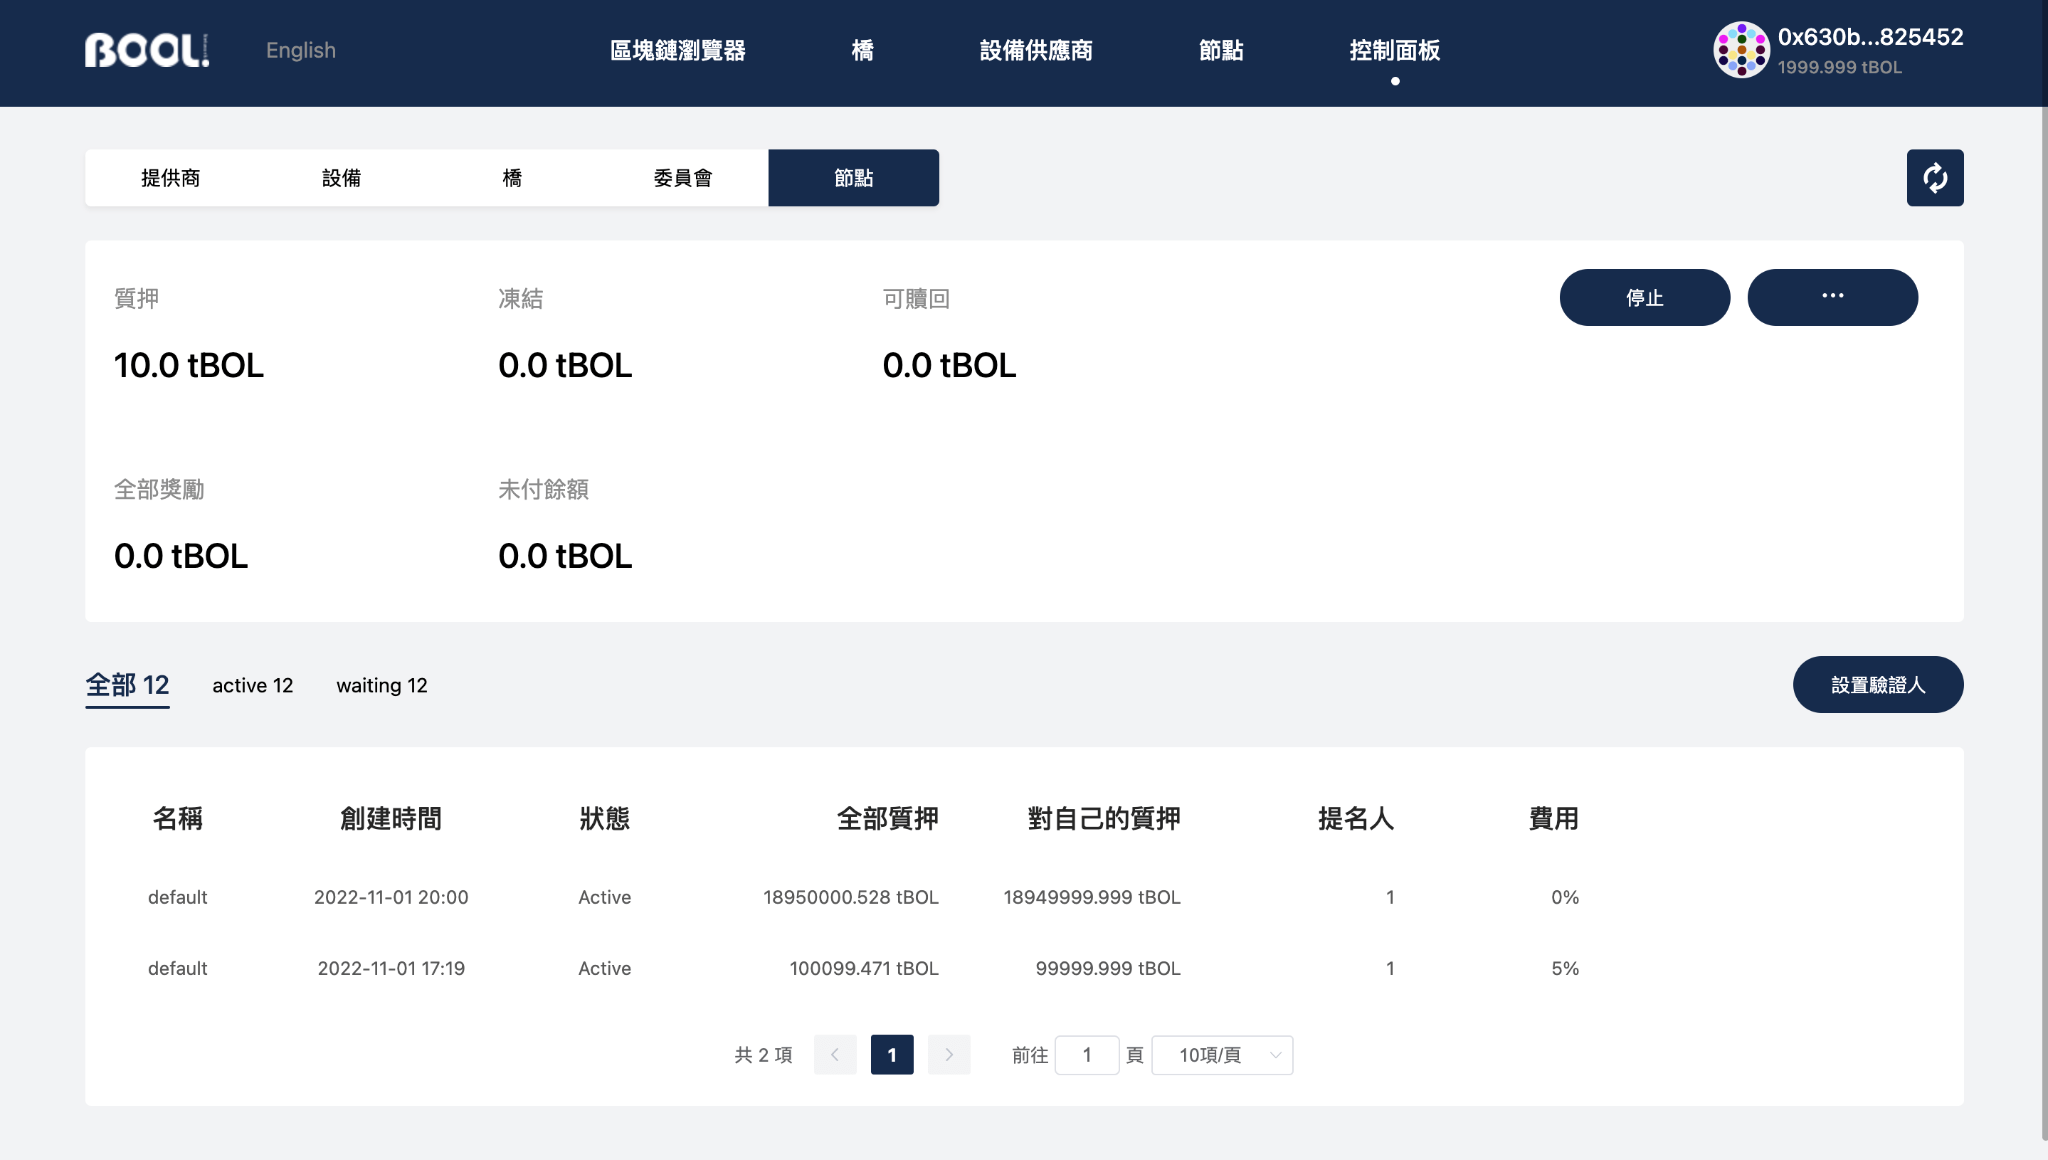 BOOL!
English
區塊鏈瀏覽器
橋
設備供應商
節點
控制面板
0x630b...825452
1999.999 tBOL
提供商
設備
橋
委員會
節點
質押
凍結
可贖回
停止
...
10.0 tBOL
0.0 tBOL
0.0 tBOL
全部獎勵
未付餘額
0.0 tBOL
0.0 tBOL
全部 12
active 12
waiting 12
設置驗證人
名稱 創建時間 狀態 全部質押 對自己的質押 提名人 費用
default 2022-11-01 20:00 Active 18950000.528 tBOL 18949999.999 tBOL 1 0%
default 2022-11-01 17:19 Active 100099.471 tBOL 99999.999 tBOL 1 5%
共 2 項 1 前往 1 頁 10項/頁